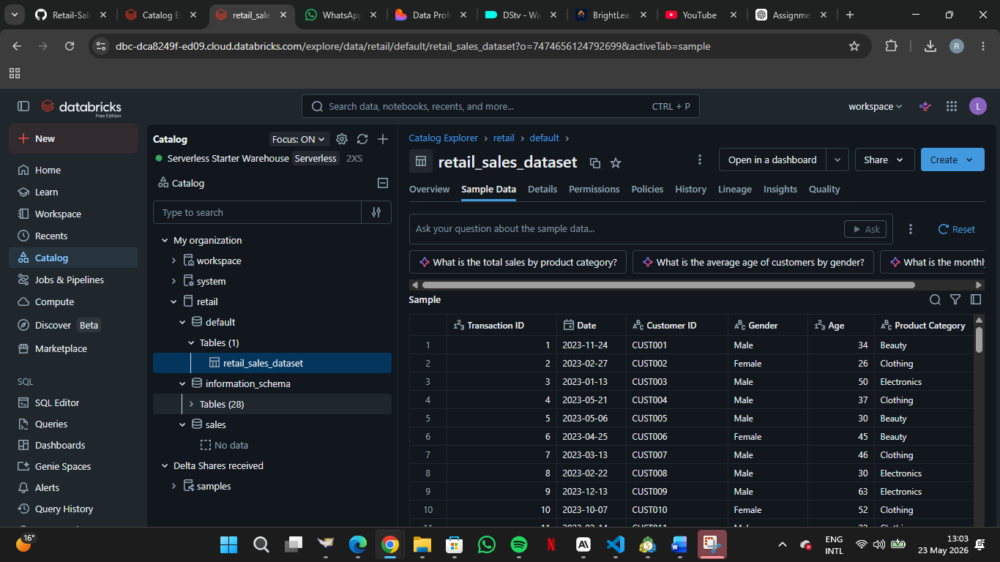 Retail-Sal
Catalog E
retail_sale
WhatsApp
Data Profi
DStv - Wa
BrightLea
YouTube
Assignme
dbc-dca8249f-ed09.cloud.databricks.com/explore/data/retail/default/retail_sales_dataset?o=7474656124792699&activeTab=sample
R
databricks
Free Edition
Search data, notebooks, recents, and more...
CTRL + P
workspace
L
New
Home
Learn
Workspace
Recents
Catalog
Jobs & Pipelines
Compute
Discover Beta
Marketplace
SQL
SQL Editor
Queries
Dashboards
Genie Spaces
Alerts
Query History
Catalog
Focus: ON
Serverless Starter Warehouse Serverless 2XS
Catalog
Type to search
My organization
workspace
system
retail
default
Tables (1)
retail_sales_dataset
information_schema
Tables (28)
sales
No data
Delta Shares received
samples
Catalog Explorer › retail › default ›
retail_sales_dataset
Open in a dashboard
Share
Create
Overview Sample Data Details Permissions Policies History Lineage Insights Quality
Ask your question about the sample data...
Ask
Reset
What is the total sales by product category?
What is the average age of customers by gender?
What is the monthly
Sample
Transaction ID Date Customer ID Gender Age Product Category
1 1 2023-11-24 CUST001 Male 34 Beauty
2 2 2023-02-27 CUST002 Female 26 Clothing
3 3 2023-01-13 CUST003 Male 50 Electronics
4 4 2023-05-21 CUST004 Male 37 Clothing
5 5 2023-05-06 CUST005 Male 30 Beauty
6 6 2023-04-25 CUST006 Female 45 Beauty
7 7 2023-03-13 CUST007 Male 46 Clothing
8 8 2023-02-22 CUST008 Male 30 Electronics
9 9 2023-12-13 CUST009 Male 63 Electronics
10 10 2023-10-07 CUST010 Female 52 Clothing
16°
ENG
INTL
13:03
23 May 2026